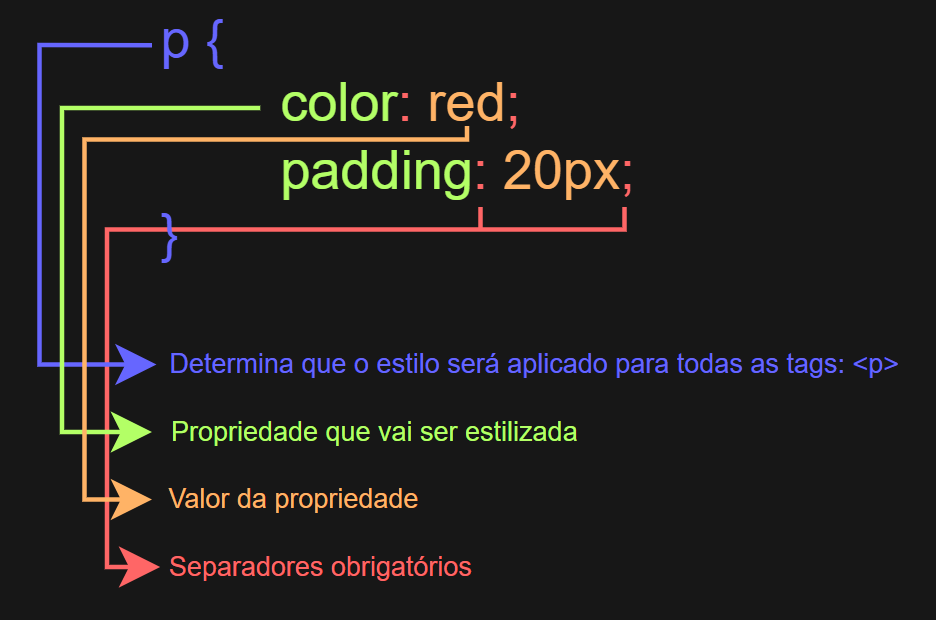 p {
color: red;
padding: 20px;
}
Determina que o estilo será aplicado para todas as tags: <p>
Propriedade que vai ser estilizada
Valor da propriedade
Separadores obrigatórios